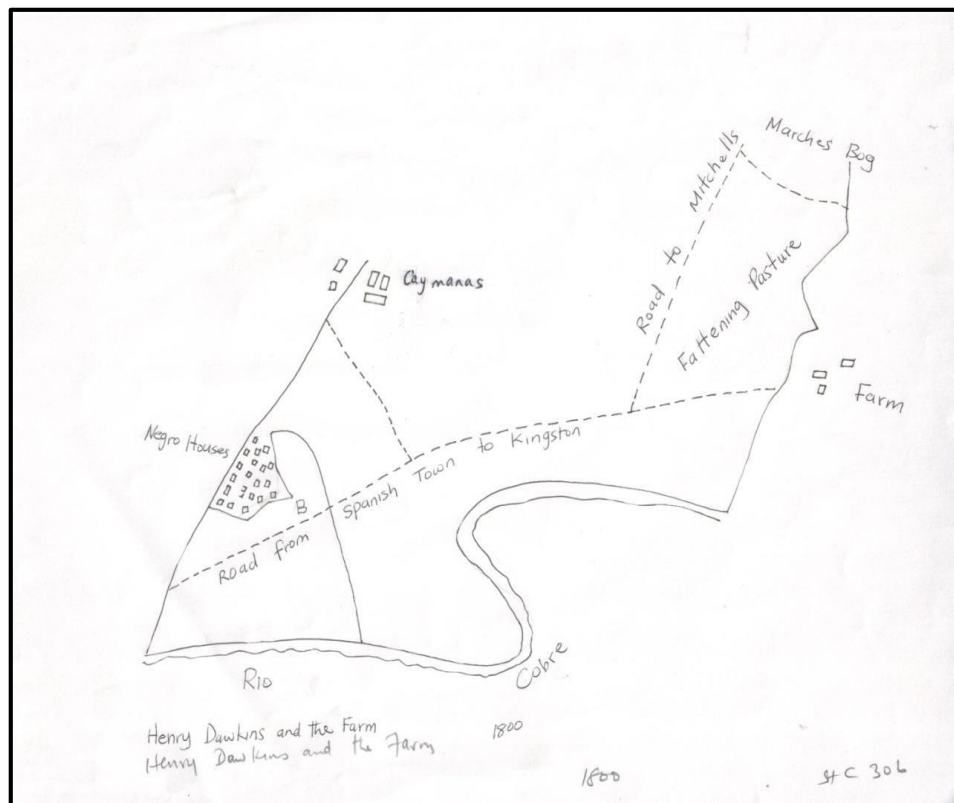 Marches Bog
Road to Mitchells
Fattening Pasture
Caymanas
Farm
Negro Houses
B
Road from Spanish Town to Kingston
Rio Cobre
Henry Dawkins and the Farm 1800
Henry Dawkins and the Farm
1800
St C 306